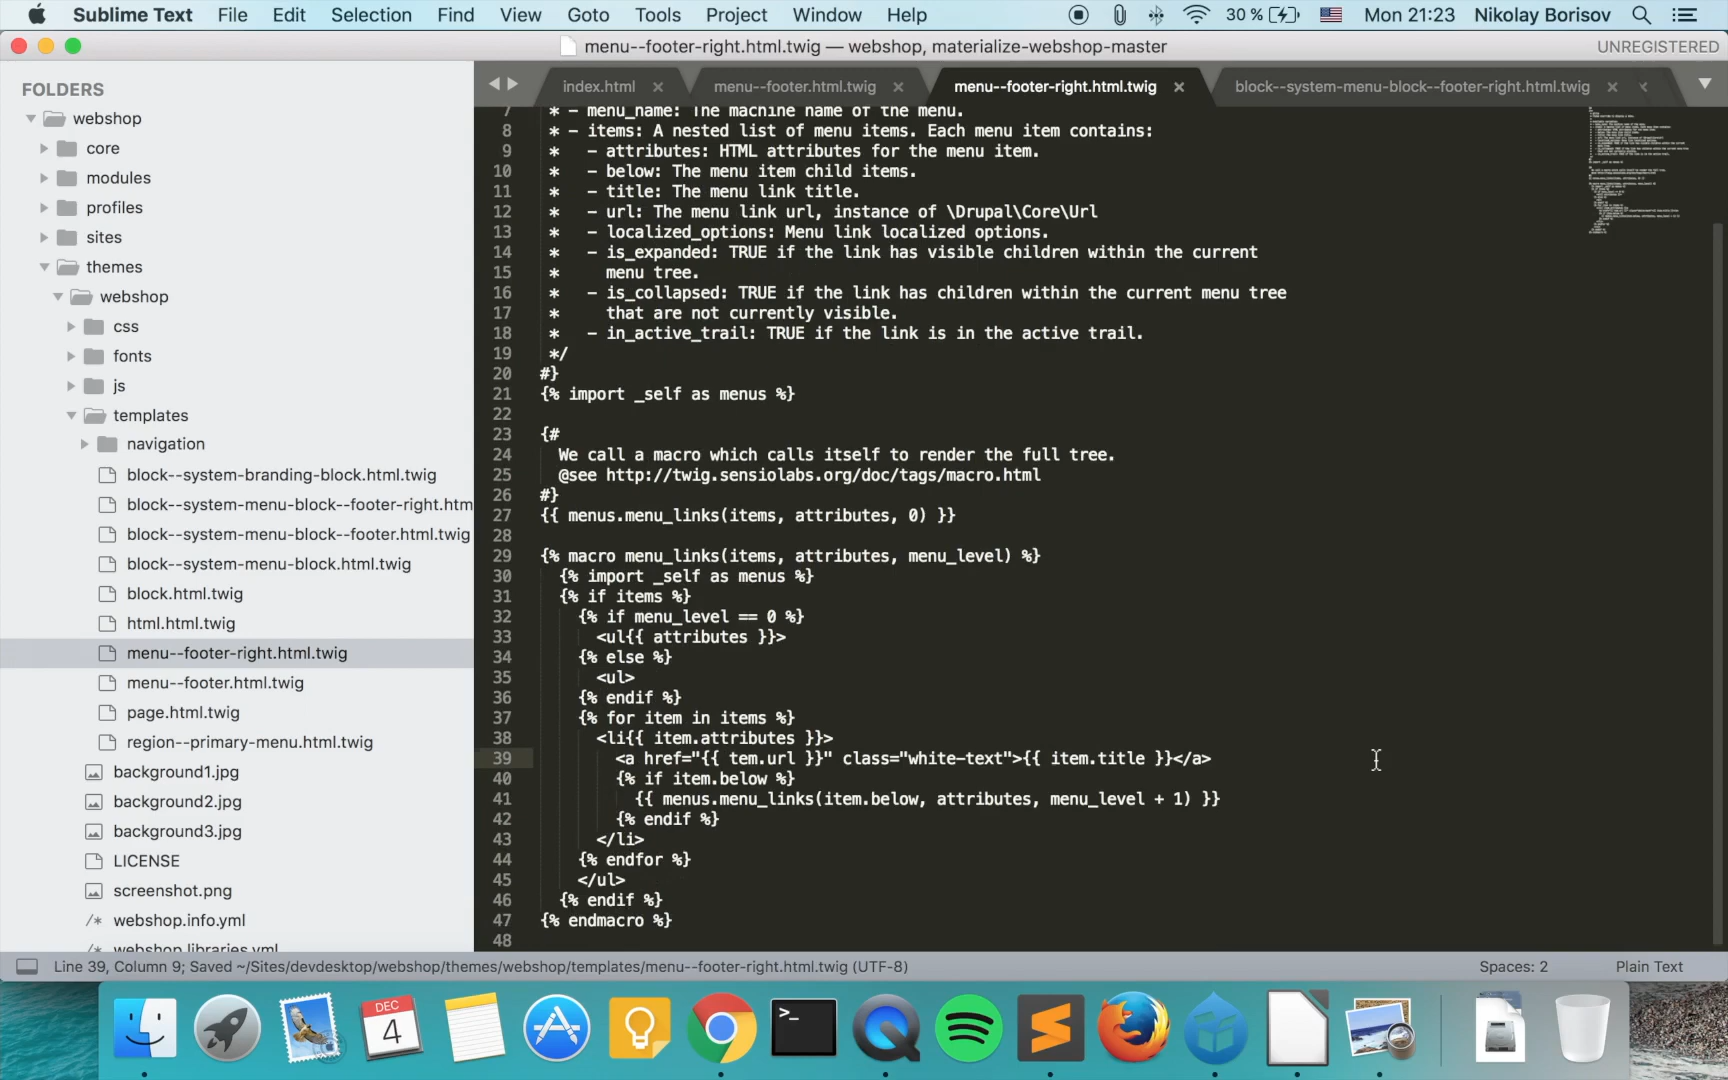 Sublime Text File Edit Selection Find View Goto Tools Project Window Help 30 % Mon 21:23 Nikolay Borisov
menu--footer-right.html.twig — webshop, materialize-webshop-master UNREGISTERED
FOLDERS
webshop
core
modules
profiles
sites
themes
webshop
css
fonts
js
templates
navigation
block--system-branding-block.html.twig
block--system-menu-block--footer-right.htm
block--system-menu-block--footer.html.twig
block--system-menu-block.html.twig
block.html.twig
html.html.twig
menu--footer-right.html.twig
menu--footer.html.twig
page.html.twig
region--primary-menu.html.twig
background1.jpg
background2.jpg
background3.jpg
LICENSE
screenshot.png
/* webshop.info.yml
/* webshop.libraries.yml
index.html menu--footer.html.twig menu--footer-right.html.twig block--system-menu-block--footer-right.html.twig
7 * - menu_name: The machine name of the menu.
8 * - items: A nested list of menu items. Each menu item contains:
9 *   - attributes: HTML attributes for the menu item.
10 *   - below: The menu item child items.
11 *   - title: The menu link title.
12 *   - url: The menu link url, instance of \Drupal\Core\Url
13 *   - localized_options: Menu link localized options.
14 *   - is_expanded: TRUE if the link has visible children within the current
15 *     menu tree.
16 *   - is_collapsed: TRUE if the link has children within the current menu tree
17 *     that are not currently visible.
18 *   - in_active_trail: TRUE if the link is in the active trail.
19 */
20 #}
21 {% import _self as menus %}
22
23 {#
24   We call a macro which calls itself to render the full tree.
25   @see http://twig.sensiolabs.org/doc/tags/macro.html
26 #}
27 {{ menus.menu_links(items, attributes, 0) }}
28
29 {% macro menu_links(items, attributes, menu_level) %}
30   {% import _self as menus %}
31   {% if items %}
32     {% if menu_level == 0 %}
33       <ul{{ attributes }}>
34     {% else %}
35       <ul>
36     {% endif %}
37     {% for item in items %}
38       <li{{ item.attributes }}>
39         <a href="{{ tem.url }}" class="white-text">{{ item.title }}</a>
40         {% if item.below %}
41           {{ menus.menu_links(item.below, attributes, menu_level + 1) }}
42         {% endif %}
43       </li>
44     {% endfor %}
45     </ul>
46   {% endif %}
47 {% endmacro %}
48
Line 39, Column 9; Saved ~/Sites/devdesktop/webshop/themes/webshop/templates/menu--footer-right.html.twig (UTF-8) Spaces: 2 Plain Text
DEC
4